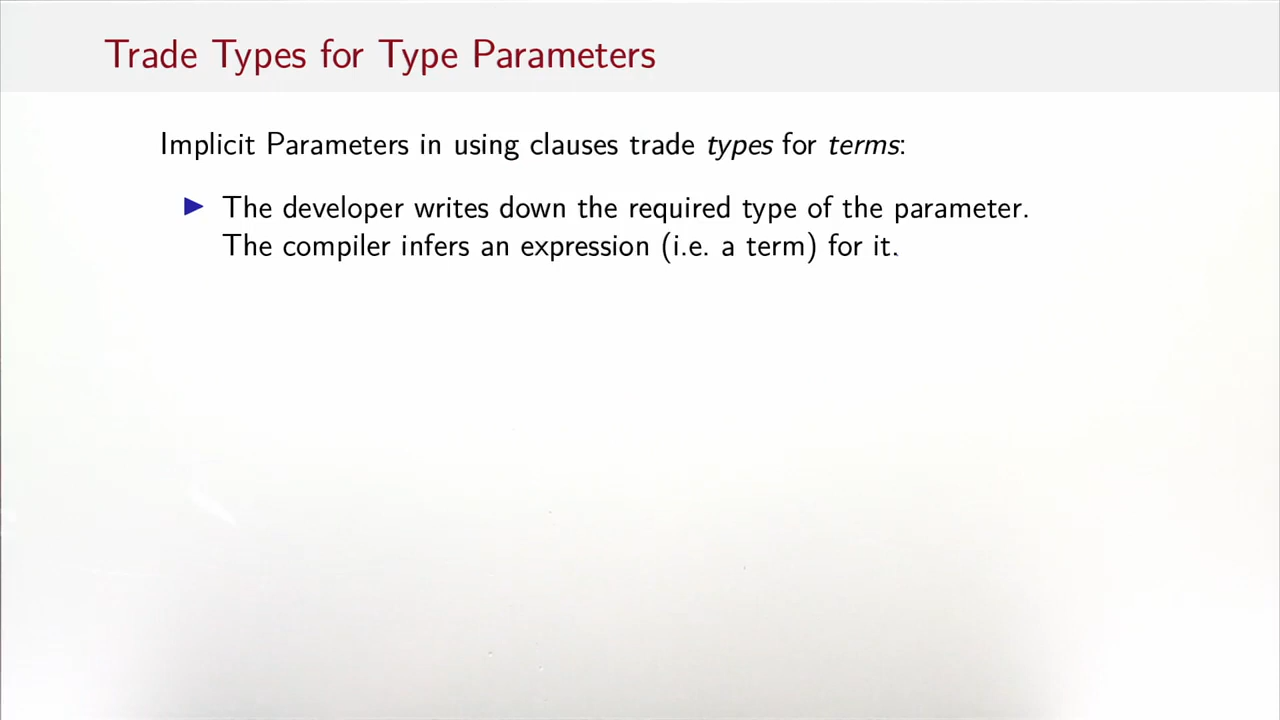 Trade Types for Type Parameters
Implicit Parameters in using clauses trade types for terms:
▶ The developer writes down the required type of the parameter.
The compiler infers an expression (i.e. a term) for it.